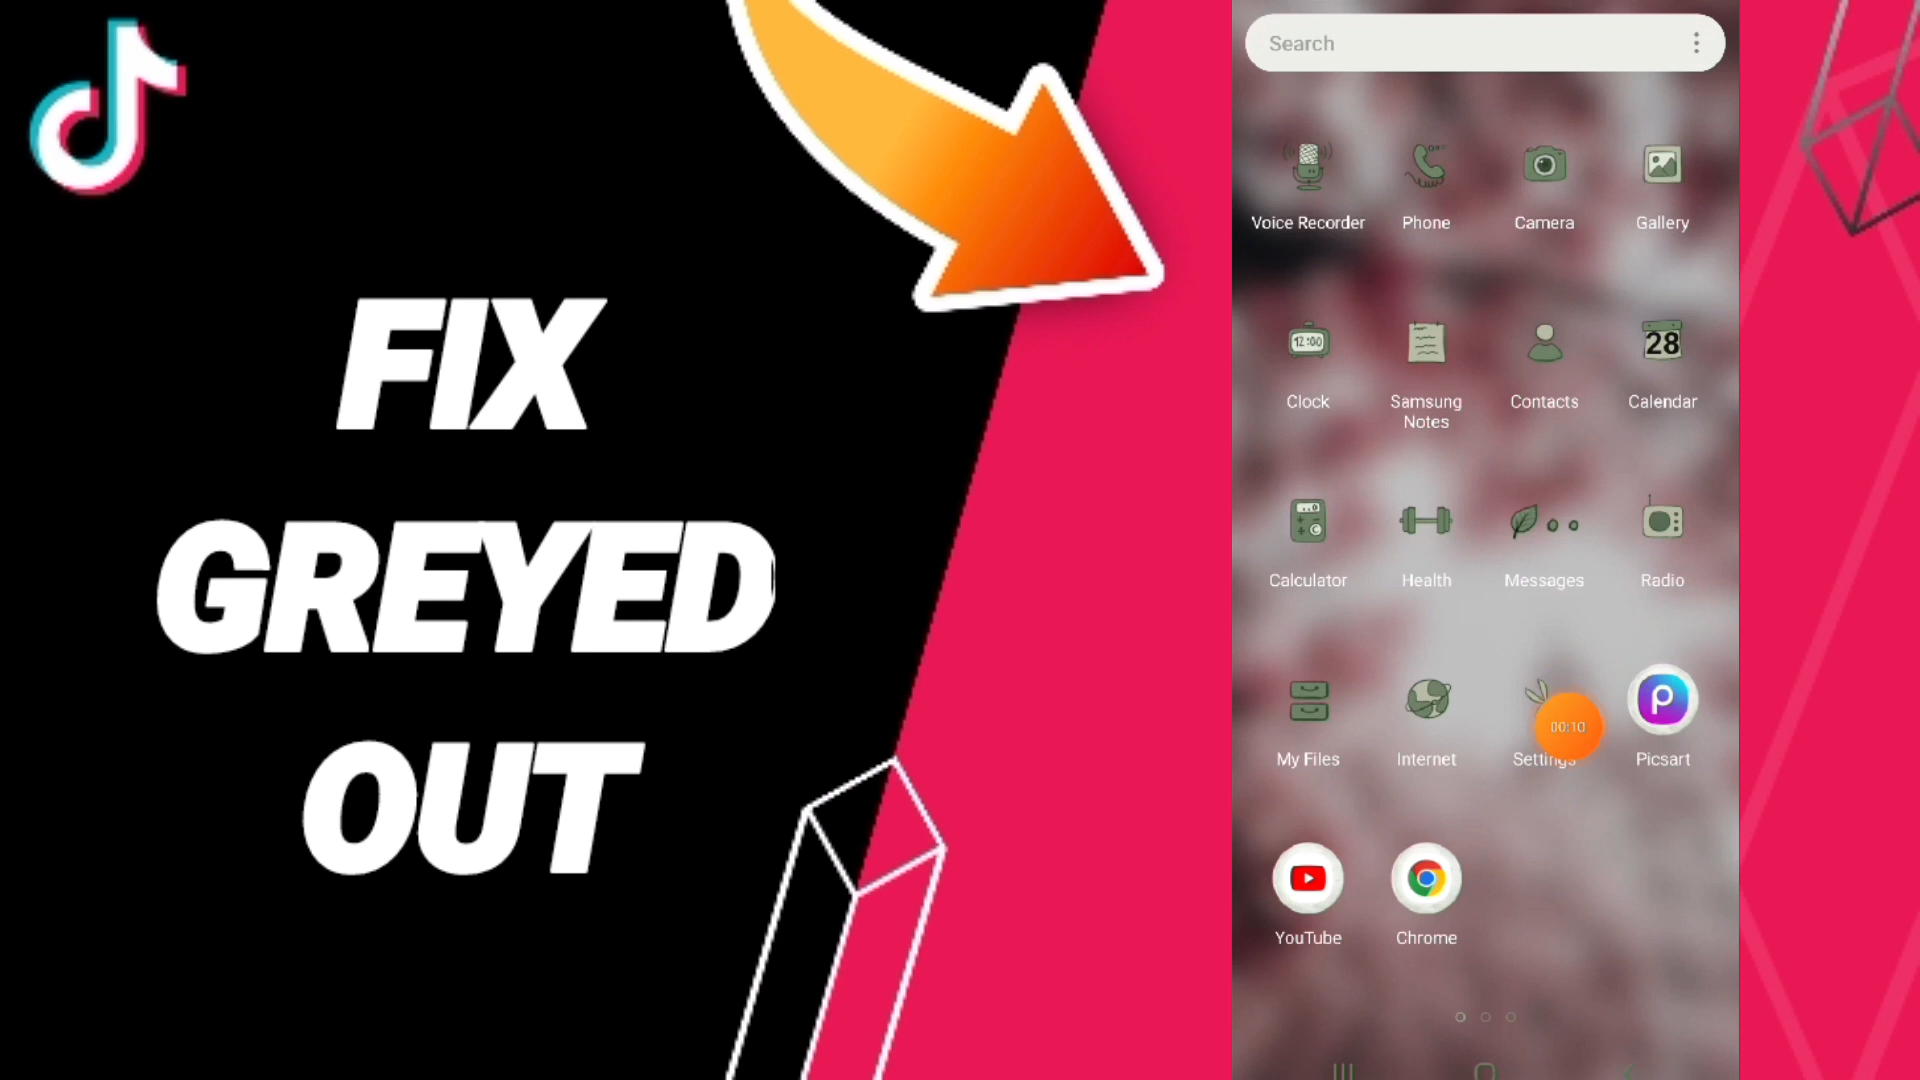 FIX
GREYED
OUT
Search
Voice Recorder
Phone
Camera
Gallery
12:00
28
Clock
Samsung
Notes
Contacts
Calendar
Calculator
Health
Messages
Radio
00:10
My Files
Internet
Settings
Picsart
YouTube
Chrome